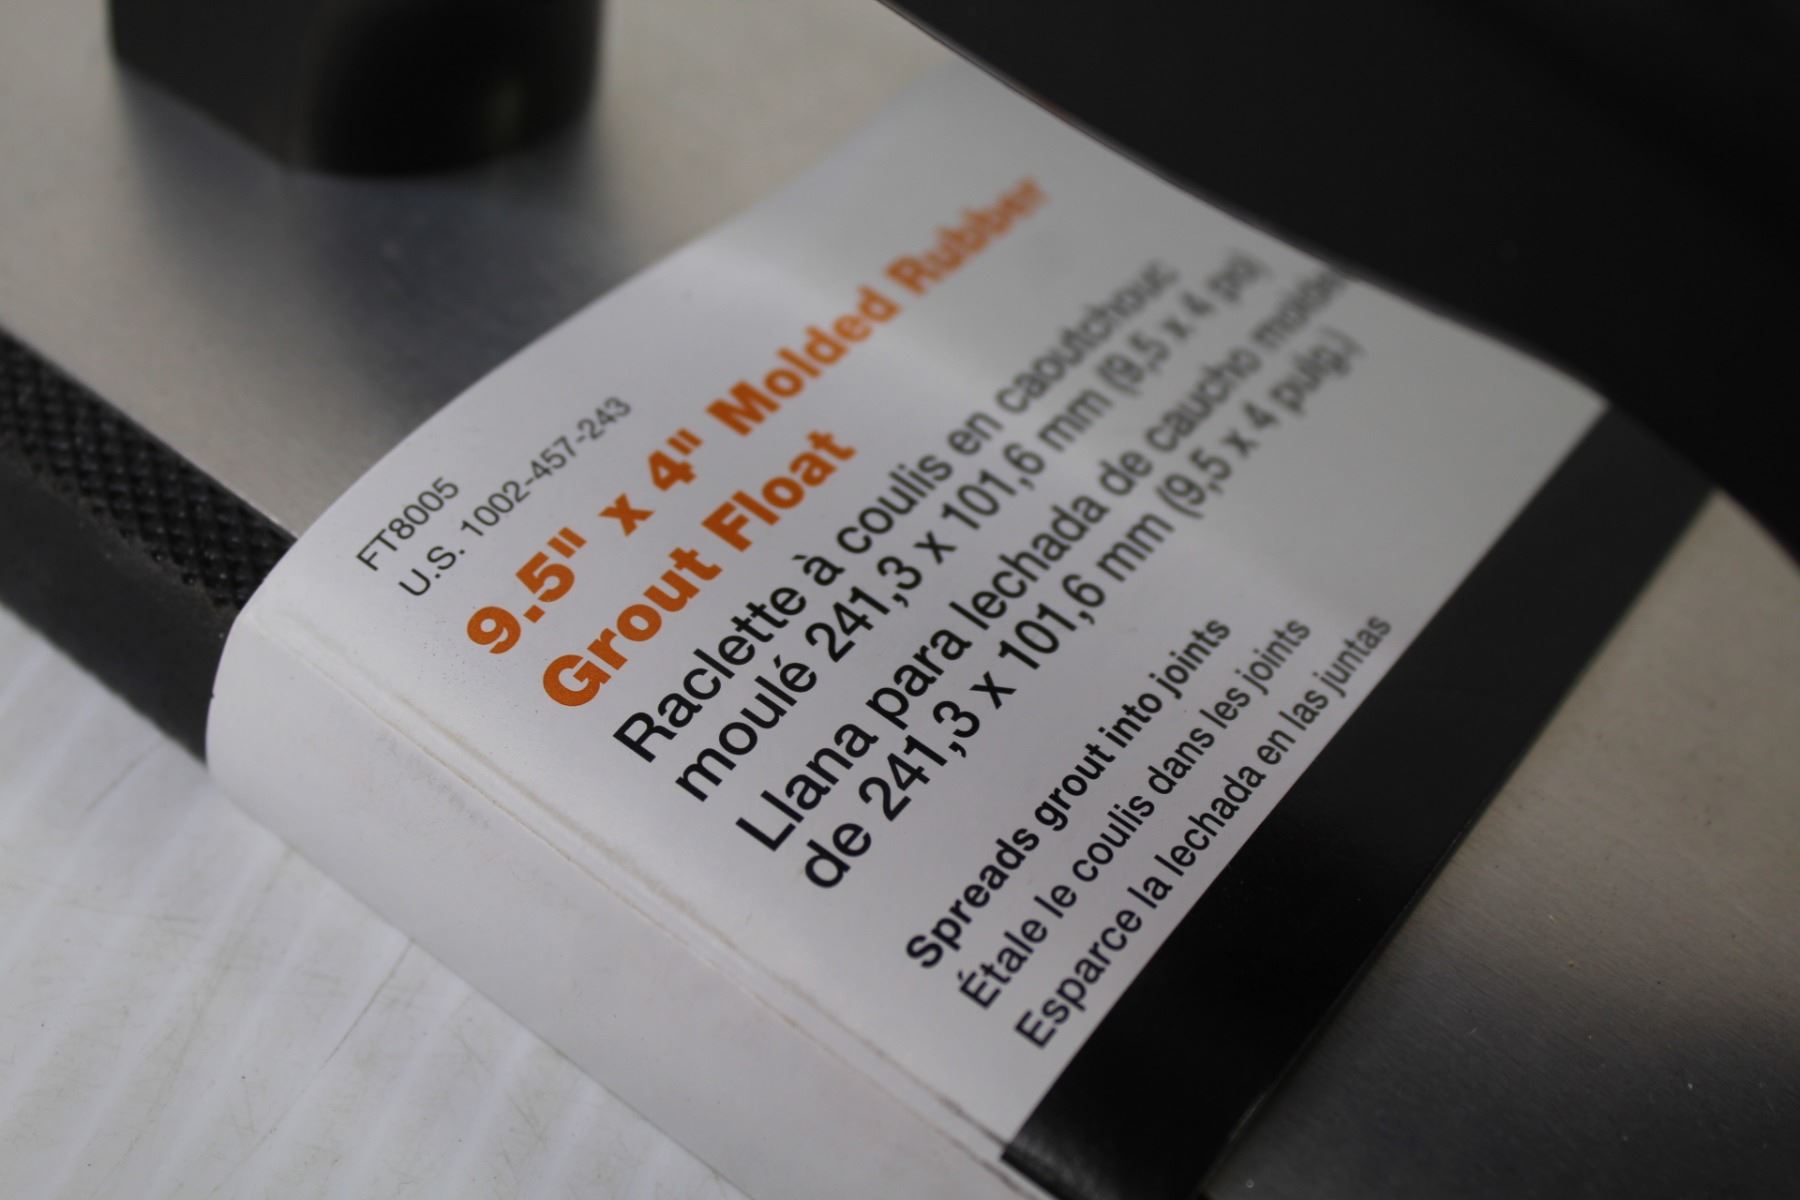 FT8005
U.S. 1002-457-243
9.5" x 4" Molded Rubber
Grout Float
Raclette à coulis en caoutchouc
moulé 241,3 x 101,6 mm (9,5 x 4 po)
Llana para lechada de caucho
de 241,3 x 101,6 mm (9,5 x 4 pulg.)
Spreads grout into joints
Étale le coulis dans les joints
Esparce la lechada en las juntas